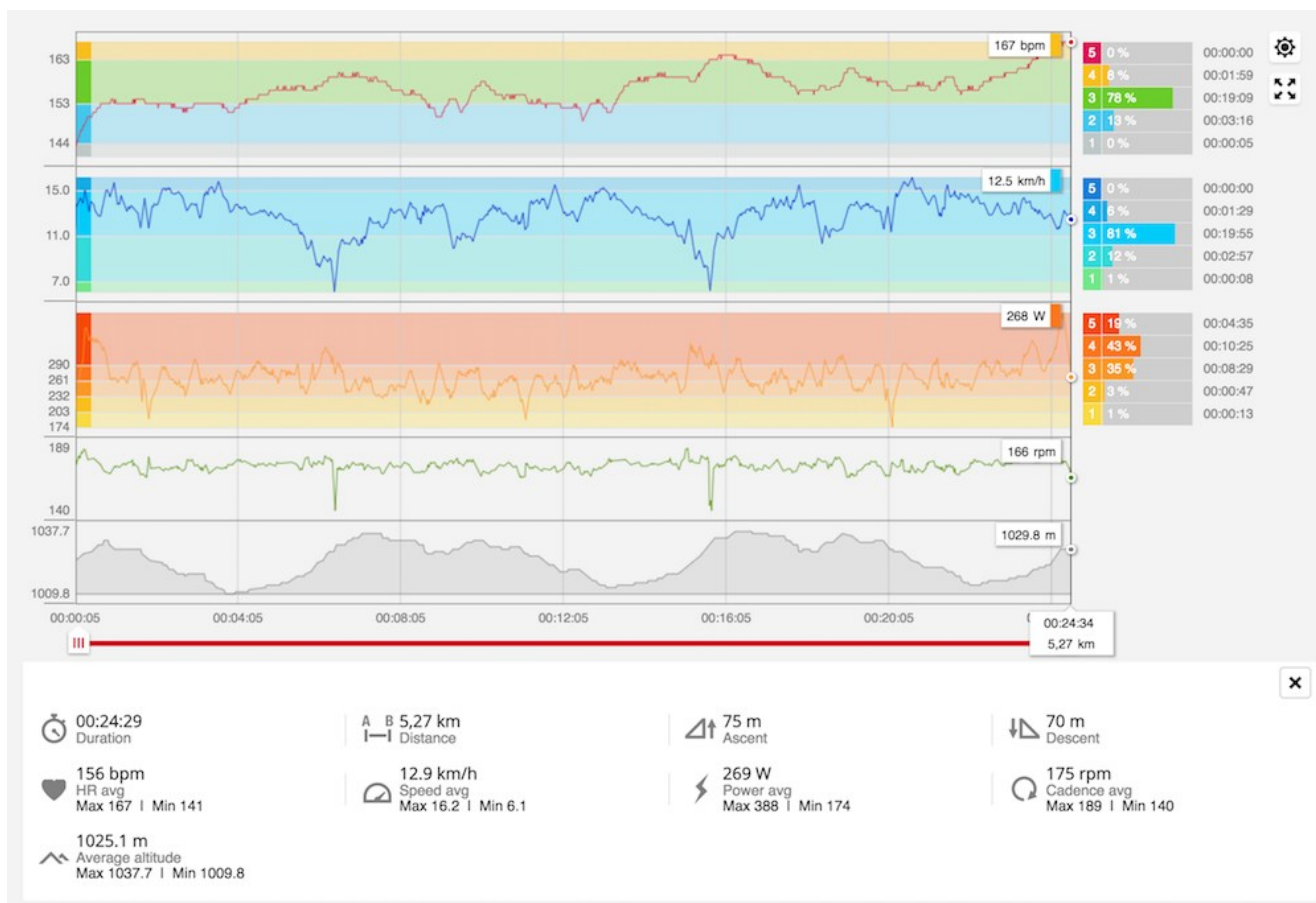 163
153
144
167 bpm
5 0 % 00:00:00
4 8 % 00:01:59
3 78 % 00:19:09
2 13 % 00:03:16
1 0 % 00:00:05
15.0
11.0
7.0
12.5 km/h
5 0 % 00:00:00
4 6 % 00:01:29
3 81 % 00:19:55
2 12 % 00:02:57
1 1 % 00:00:08
290
261
232
203
174
268 W
5 19 % 00:04:35
4 43 % 00:10:25
3 35 % 00:08:29
2 3 % 00:00:47
1 1 % 00:00:13
189
140
166 rpm
1037.7
1009.8
1029.8 m
00:00:05 00:04:05 00:08:05 00:12:05 00:16:05 00:20:05
00:24:34
5,27 km
00:24:29
Duration
A B 5,27 km
Distance
75 m
Ascent
70 m
Descent
156 bpm
HR avg
Max 167 | Min 141
12.9 km/h
Speed avg
Max 16.2 | Min 6.1
269 W
Power avg
Max 388 | Min 174
175 rpm
Cadence avg
Max 189 | Min 140
1025.1 m
Average altitude
Max 1037.7 | Min 1009.8